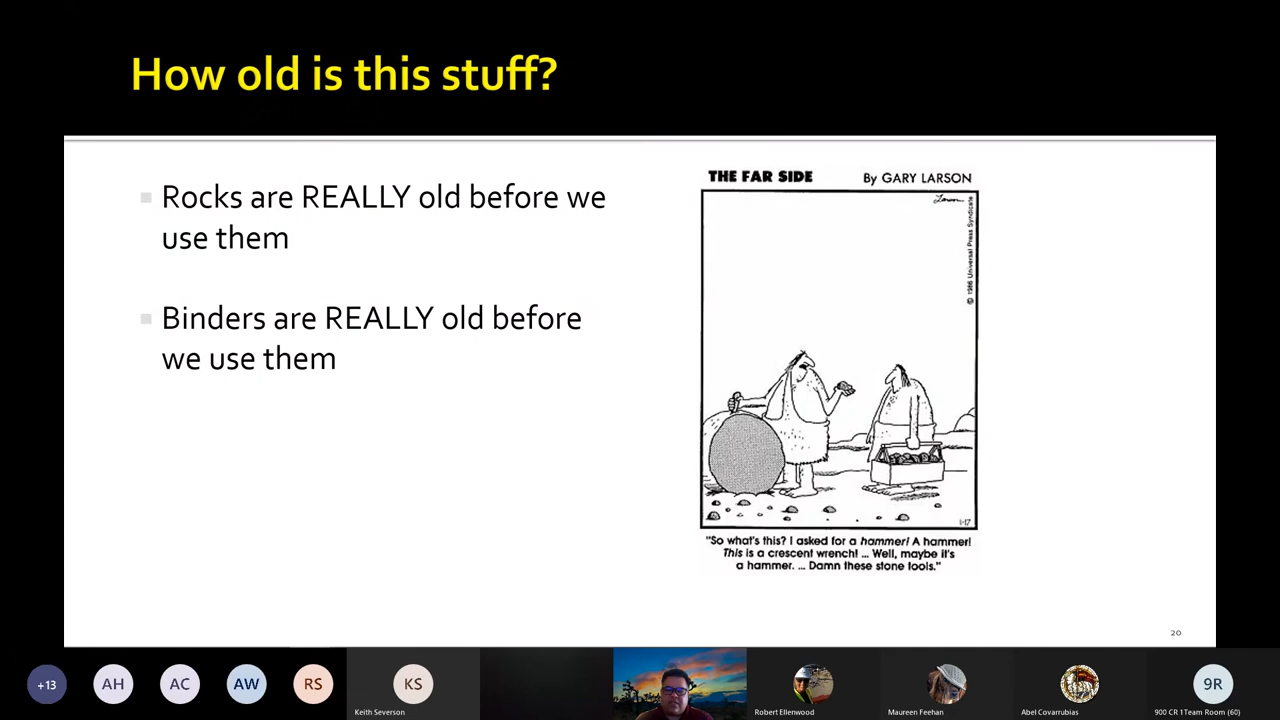 How old is this stuff?
Rocks are REALLY old before we
use them
Binders are REALLY old before
we use them
THE FAR SIDE By GARY LARSON
Larson
© 1986 Universal Press Syndicate
1-17
"So what's this? I asked for a hammer! A hammer!
This is a crescent wrench! ... Well, maybe it's
a hammer. ... Damn these stone tools."
20
+13 AH AC AW RS KS 9R
Keith Severson Robert Ellenwood Maureen Feehan Abel Covarrubias 900 CR 1Team Room (60)